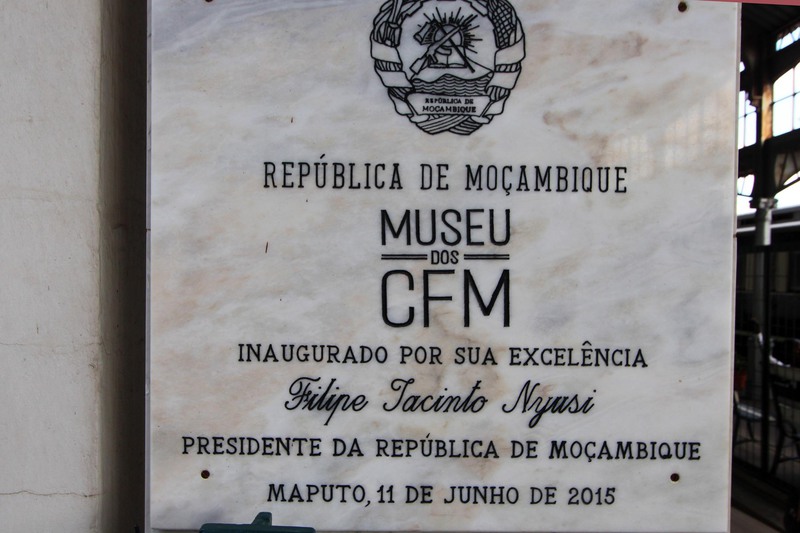 REPÚBLICA DE
MOÇAMBIQUE
REPÚBLICA DE MOÇAMBIQUE
MUSEU
DOS
CFM
INAUGURADO POR SUA EXCELÊNCIA
Filipe Jacinto Nyusi
PRESIDENTE DA REPÚBLICA DE MOÇAMBIQUE
MAPUTO, 11 DE JUNHO DE 2015